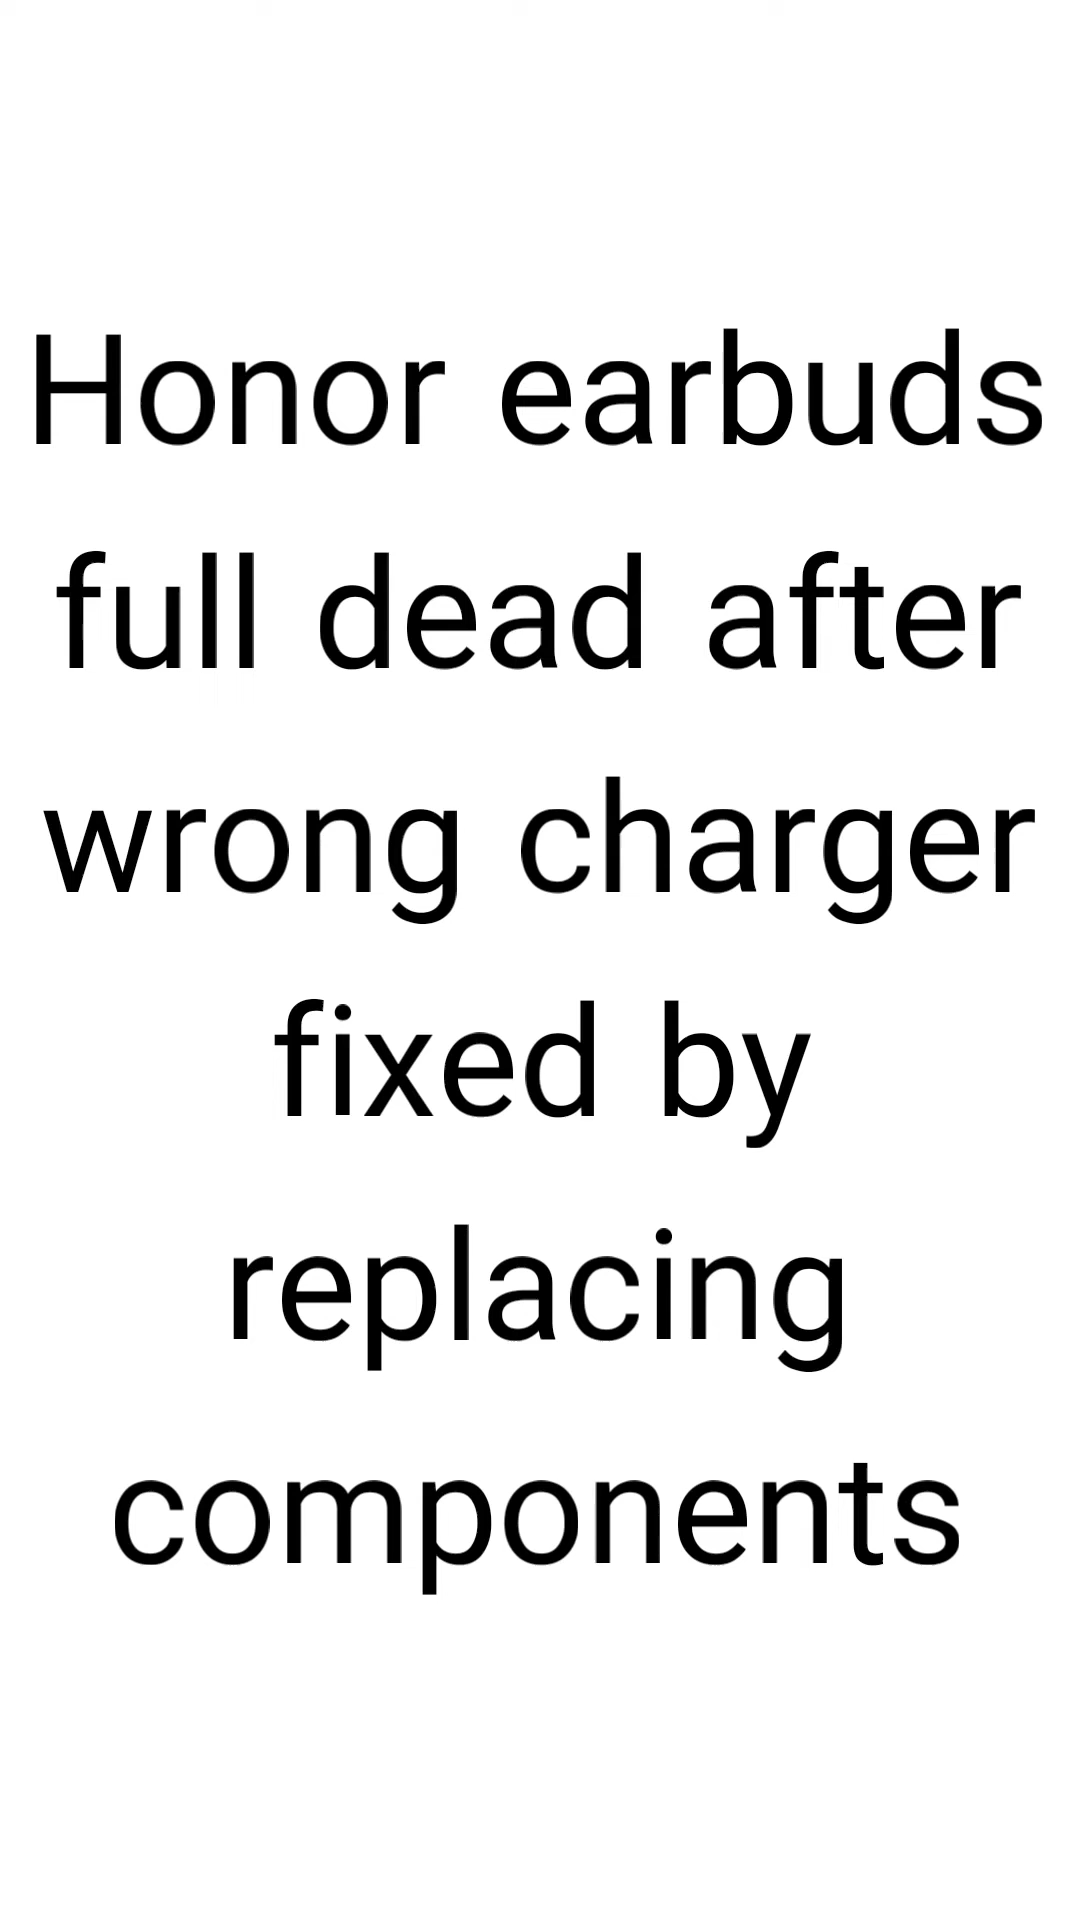 Honor earbuds
full dead after
wrong charger
fixed by
replacing
components